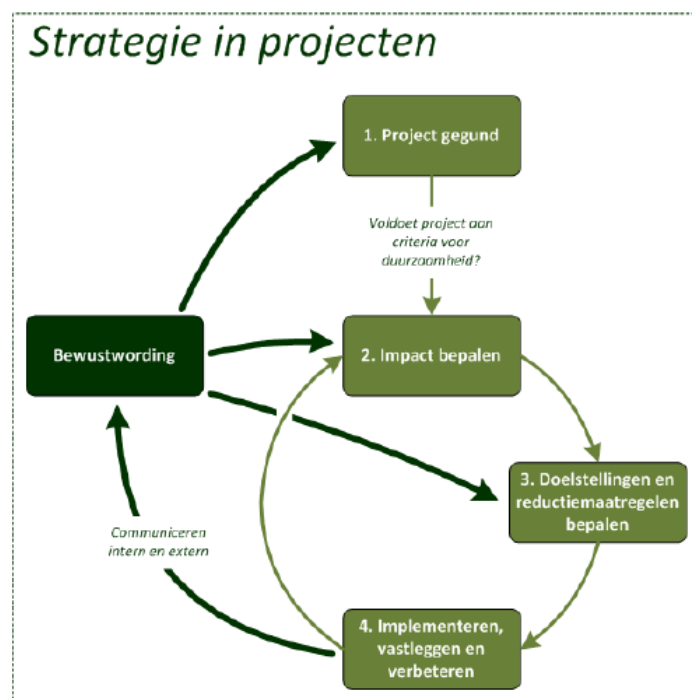 Strategie in projecten
1. Project gegund
Voldoet project aan
criteria voor
duurzaamheid?
Bewustwording
2. Impact bepalen
3. Doelstellingen en
reductiemaatregelen
bepalen
Communiceren
intern en extern
4. Implementeren,
vastleggen en
verbeteren